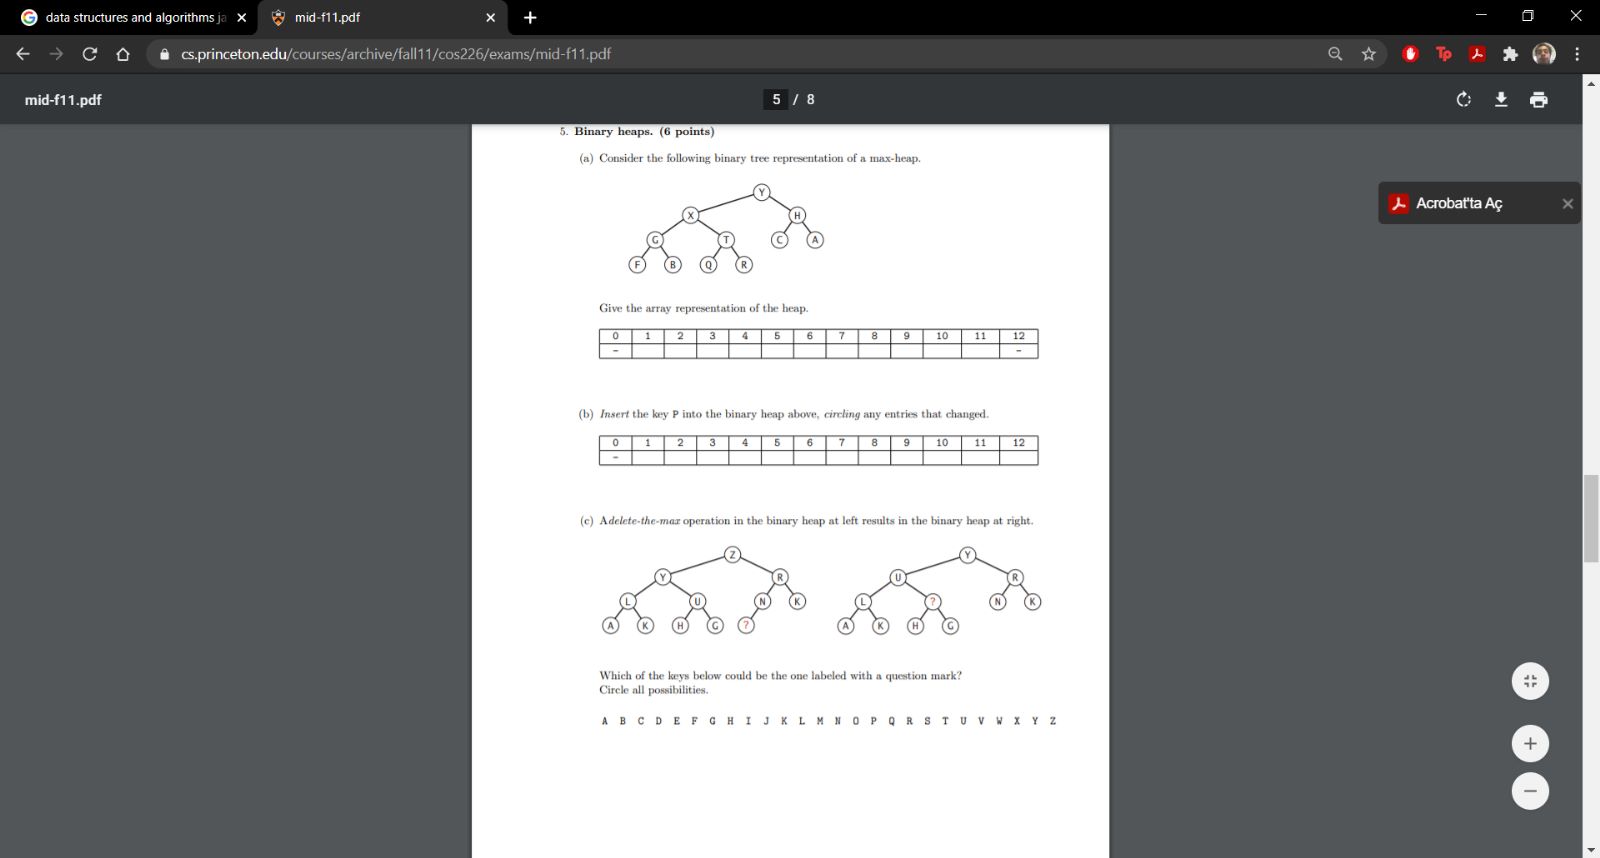 data structures and algorithms ja
mid-f11.pdf
cs.princeton.edu/courses/archive/fall11/cos226/exams/mid-f11.pdf
mid-f11.pdf
5 / 8
Acrobat'ta Aç
5. Binary heaps. (6 points)
(a) Consider the following binary tree representation of a max-heap.
Y
X H
G T C A
F B Q R
Give the array representation of the heap.
0 1 2 3 4 5 6 7 8 9 10 11 12
– –
(b) Insert the key P into the binary heap above, circling any entries that changed.
0 1 2 3 4 5 6 7 8 9 10 11 12
–
(c) A delete-the-max operation in the binary heap at left results in the binary heap at right.
Z Y
Y R U R
L U N K L ? N K
A K H G ? A K H G
Which of the keys below could be the one labeled with a question mark?
Circle all possibilities.
A B C D E F G H I J K L M N O P Q R S T U V W X Y Z